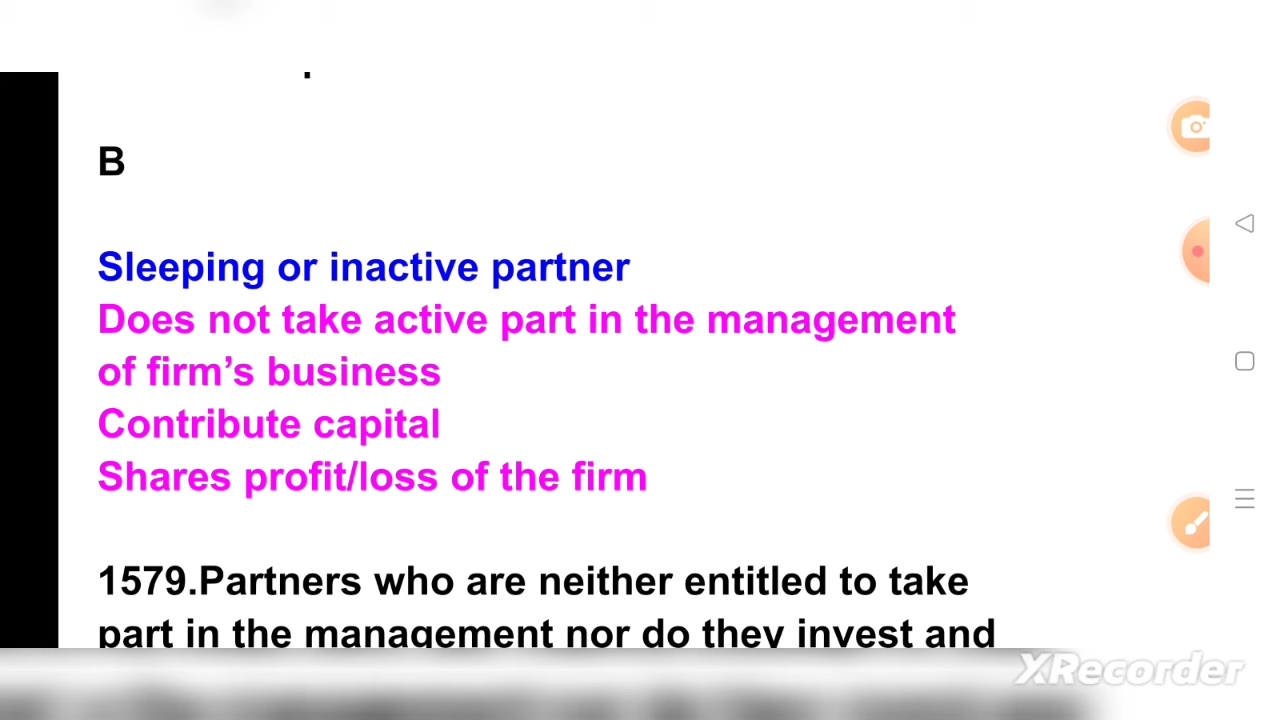 B
Sleeping or inactive partner
Does not take active part in the management
of firm’s business
Contribute capital
Shares profit/loss of the firm
1579.Partners who are neither entitled to take
part in the management nor do they invest and
XRecorder